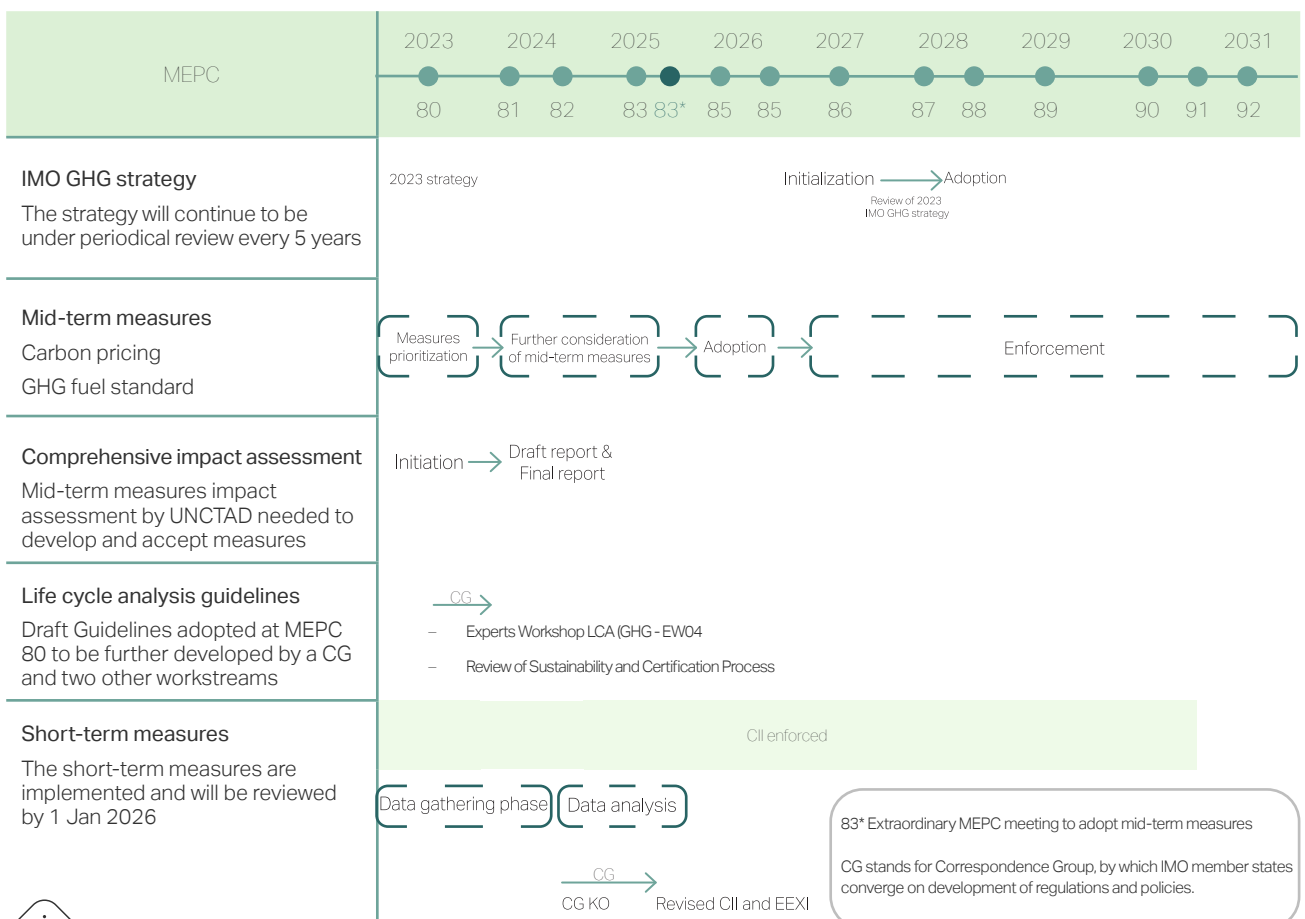 MEPC
2023 2024 2025 2026 2027 2028 2029 2030 2031
80 81 82 83 83* 85 85 86 87 88 89 90 91 92
IMO GHG strategy
The strategy will continue to be
under periodical review every 5 years
2023 strategy
Initialization
Adoption
Review of 2023
IMO GHG strategy
Mid-term measures
Carbon pricing
GHG fuel standard
Measures
prioritization
Further consideration
of mid-term measures
Adoption
Enforcement
Comprehensive impact assessment
Mid-term measures impact
assessment by UNCTAD needed to
develop and accept measures
Initiation
Draft report &
Final report
Life cycle analysis guidelines
Draft Guidelines adopted at MEPC
80 to be further developed by a CG
and two other workstreams
CG
– Experts Workshop LCA (GHG - EW04
– Review of Sustainability and Certification Process
Short-term measures
The short-term measures are
implemented and will be reviewed
by 1 Jan 2026
CII enforced
Data gathering phase
Data analysis
CG
CG KO
Revised CII and EEXI
83* Extraordinary MEPC meeting to adopt mid-term measures
CG stands for Correspondence Group, by which IMO member states
converge on development of regulations and policies.